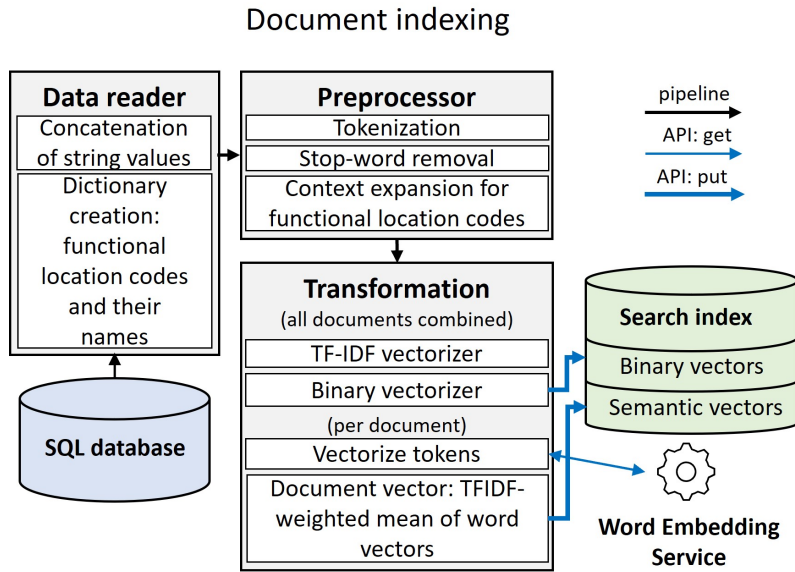 Document indexing
Data reader
Concatenation
of string values
Dictionary
creation:
functional
location codes
and their
names
SQL database
Preprocessor
Tokenization
Stop-word removal
Context expansion for
functional location codes
Transformation
(all documents combined)
TF-IDF vectorizer
Binary vectorizer
(per document)
Vectorize tokens
Document vector: TFIDF-
weighted mean of word
vectors
pipeline
API: get
API: put
Search index
Binary vectors
Semantic vectors
Word Embedding
Service